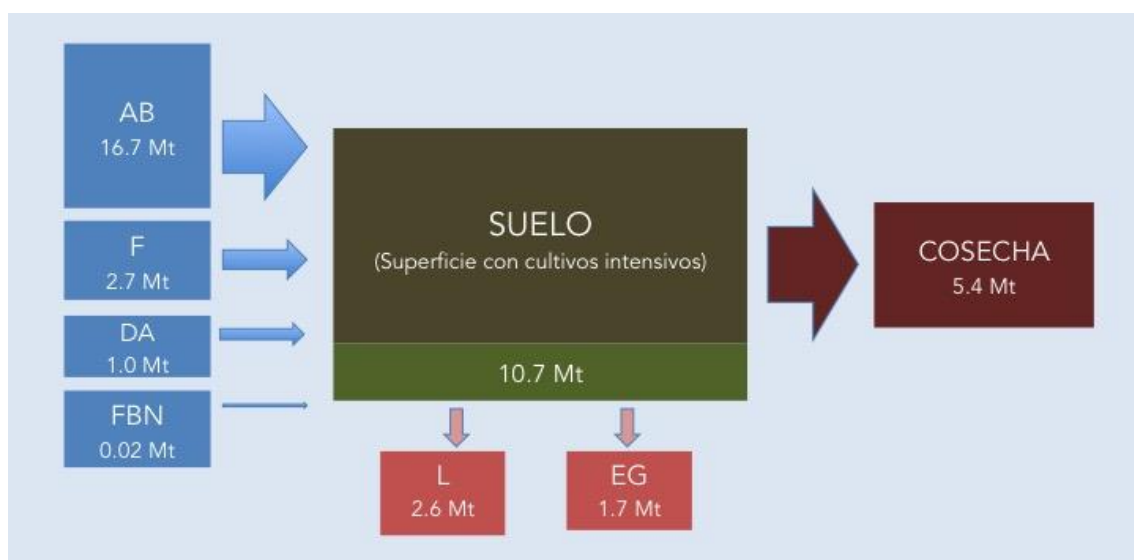 AB
16.7 Mt
F
2.7 Mt
DA
1.0 Mt
FBN
0.02 Mt
SUELO
(Superficie con cultivos intensivos)
10.7 Mt
L
2.6 Mt
EG
1.7 Mt
COSECHA
5.4 Mt